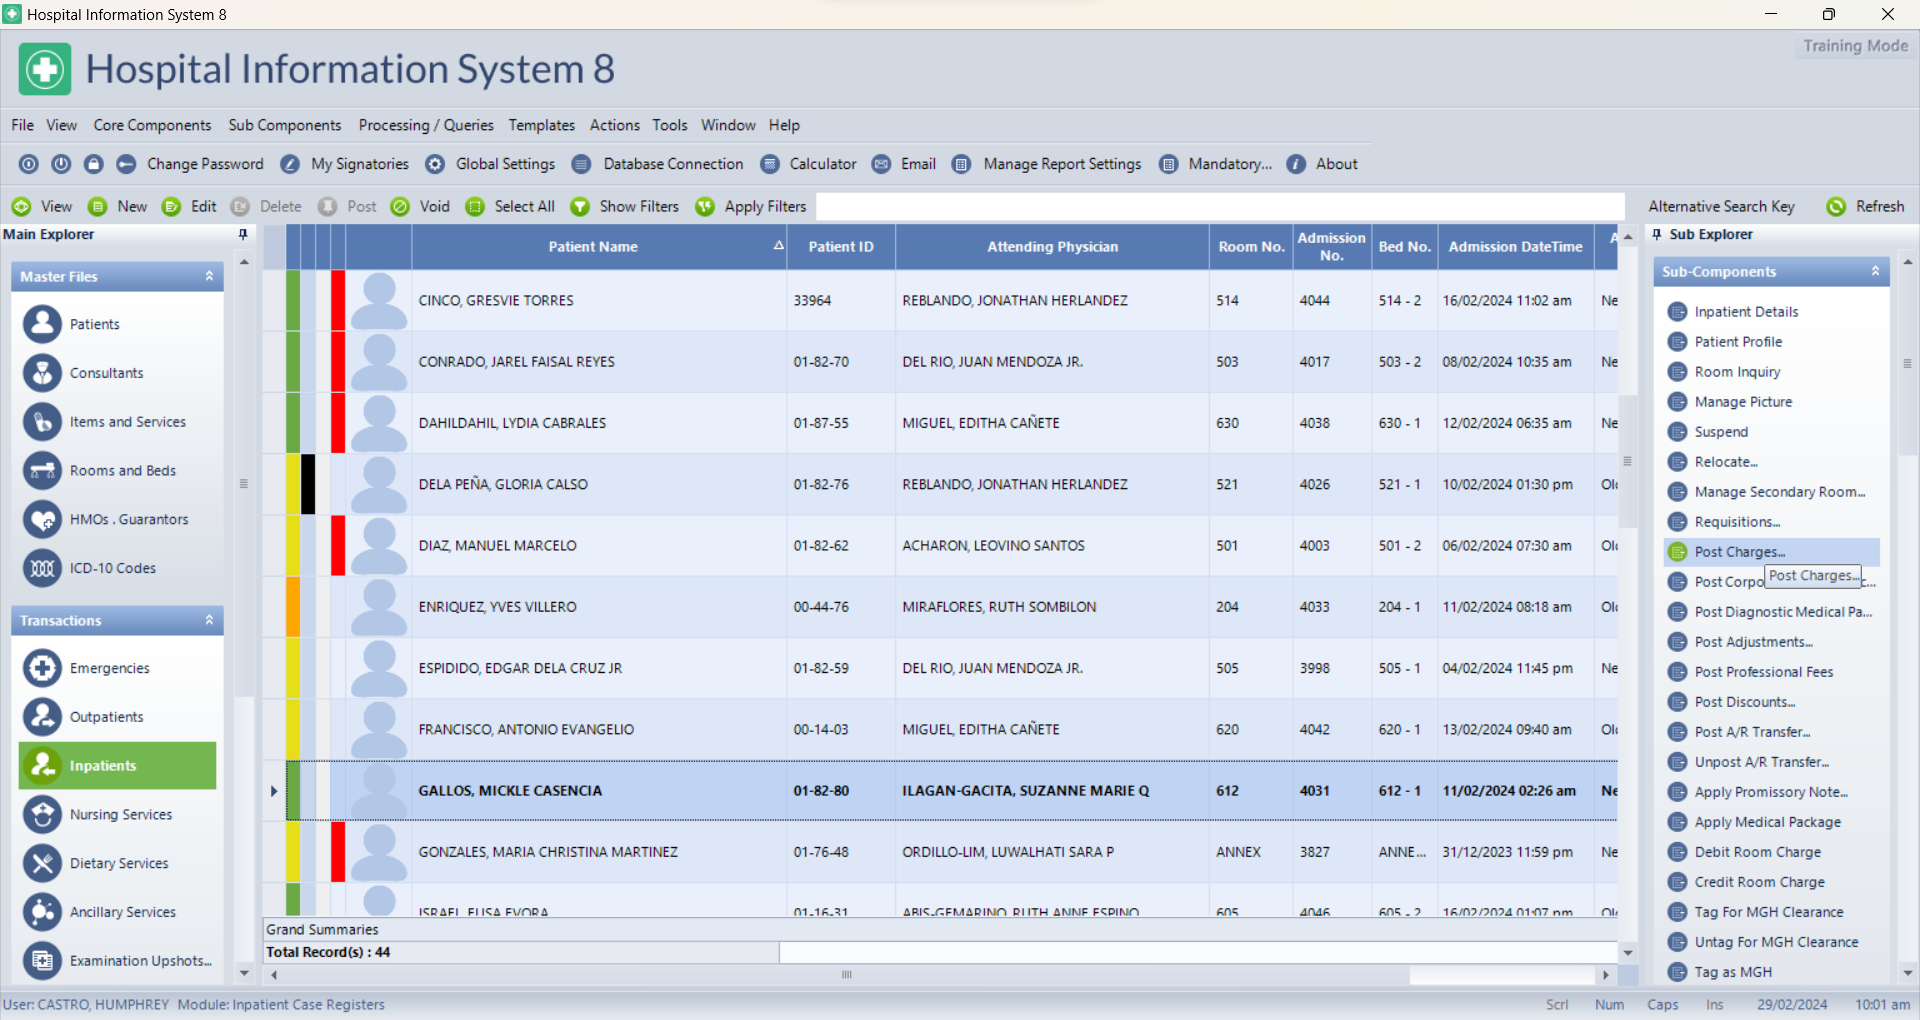 Hospital Information System 8
Training Mode
Hospital Information System 8
File View Core Components Sub Components Processing / Queries Templates Actions Tools Window Help
Change Password My Signatories Global Settings Database Connection Calculator Email Manage Report Settings Mandatory... About
View New Edit Delete Post Void Select All Show Filters Apply Filters Alternative Search Key Refresh
Main Explorer
Master Files
Patients
Consultants
Items and Services
Rooms and Beds
HMOs . Guarantors
ICD-10 Codes
Transactions
Emergencies
Outpatients
Inpatients
Nursing Services
Dietary Services
Ancillary Services
Examination Upshots...
Patient Name Patient ID Attending Physician Room No. Admission No. Bed No. Admission DateTime A
CINCO, GRESVIE TORRES 33964 REBLANDO, JONATHAN HERLANDEZ 514 4044 514 - 2 16/02/2024 11:02 am Ne
CONRADO, JAREL FAISAL REYES 01-82-70 DEL RIO, JUAN MENDOZA JR. 503 4017 503 - 2 08/02/2024 10:35 am Ne
DAHILDAHIL, LYDIA CABRALES 01-87-55 MIGUEL, EDITHA CAÑETE 630 4038 630 - 1 12/02/2024 06:35 am Ne
DELA PEÑA, GLORIA CALSO 01-82-76 REBLANDO, JONATHAN HERLANDEZ 521 4026 521 - 1 10/02/2024 01:30 pm Ol
DIAZ, MANUEL MARCELO 01-82-62 ACHARON, LEOVINO SANTOS 501 4003 501 - 2 06/02/2024 07:30 am Ol
ENRIQUEZ, YVES VILLERO 00-44-76 MIRAFLORES, RUTH SOMBILON 204 4033 204 - 1 11/02/2024 08:18 am Ol
ESPIDIDO, EDGAR DELA CRUZ JR 01-82-59 DEL RIO, JUAN MENDOZA JR. 505 3998 505 - 1 04/02/2024 11:45 pm Ne
FRANCISCO, ANTONIO EVANGELIO 00-14-03 MIGUEL, EDITHA CAÑETE 620 4042 620 - 1 13/02/2024 09:40 am Ol
GALLOS, MICKLE CASENCIA 01-82-80 ILAGAN-GACITA, SUZANNE MARIE Q 612 4031 612 - 1 11/02/2024 02:26 am Ne
GONZALES, MARIA CHRISTINA MARTINEZ 01-76-48 ORDILLO-LIM, LUWALHATI SARA P ANNEX 3827 ANNE... 31/12/2023 11:59 pm Ne
ISRAEL, ELISA EVORA 01-16-31 ABIS-GEMARINO, RUTH ANNE ESPINO 605 4046 605 - 2 16/02/2024 01:07 pm Ol
Grand Summaries
Total Record(s) : 44
Sub Explorer
Sub-Components
Inpatient Details
Patient Profile
Room Inquiry
Manage Picture
Suspend
Relocate...
Manage Secondary Room...
Requisitions...
Post Charges...
Post Charges...
Post Corpo
Post Diagnostic Medical Pa...
Post Adjustments...
Post Professional Fees
Post Discounts...
Post A/R Transfer...
Unpost A/R Transfer...
Apply Promissory Note...
Apply Medical Package
Debit Room Charge
Credit Room Charge
Tag For MGH Clearance
Untag For MGH Clearance
Tag as MGH
User: CASTRO, HUMPHREY Module: Inpatient Case Registers Scrl Num Caps Ins 29/02/2024 10:01 am